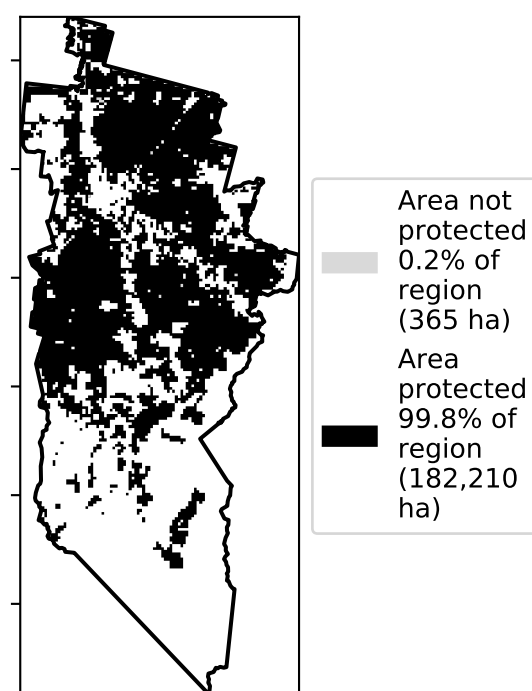 Area not
protected
0.2% of
region
(365 ha)
Area
protected
99.8% of
region
(182,210
ha)